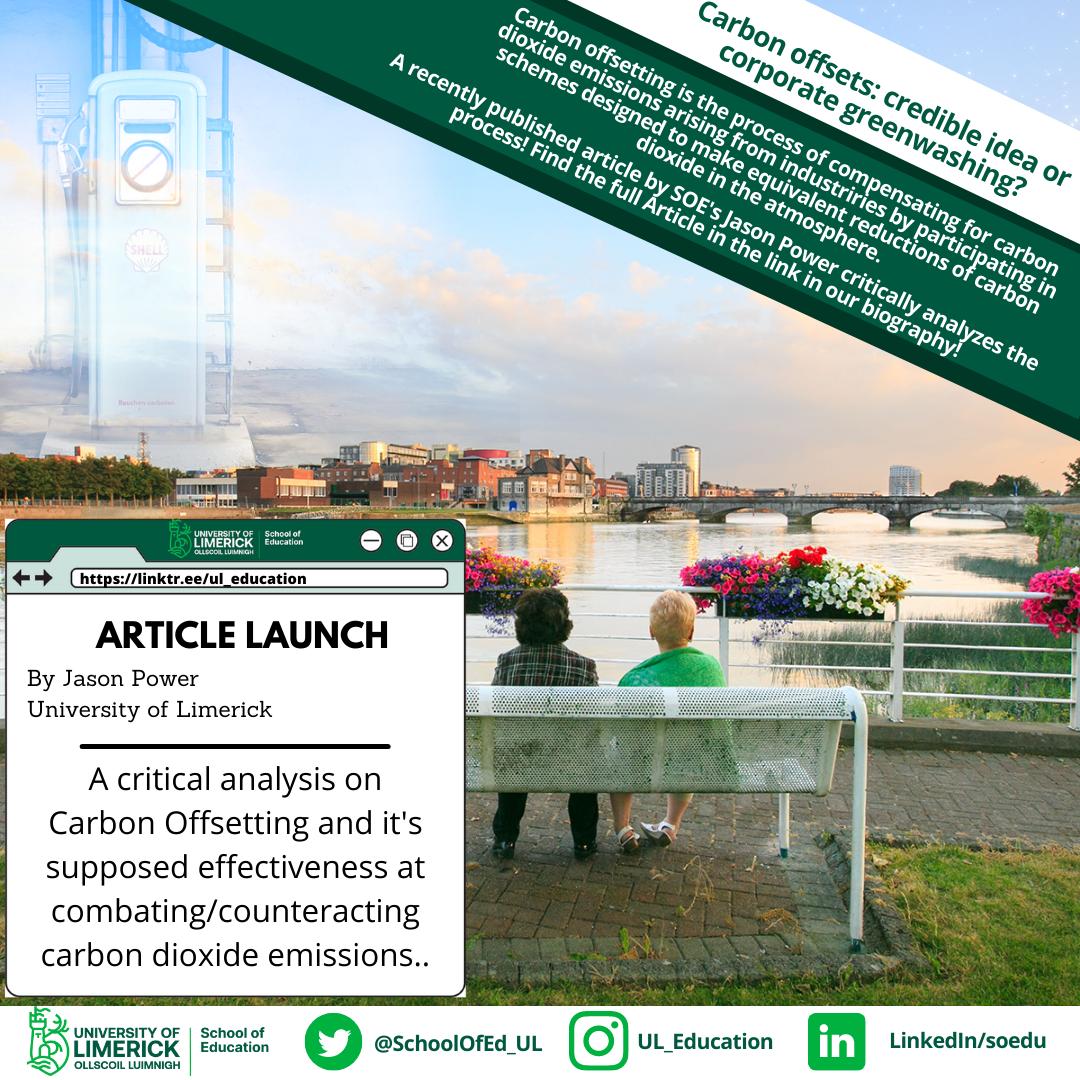 Carbon offsets: credible idea or
corporate greenwashing?
Carbon offsetting is the process of compensating for carbon
dioxide emissions arising from industriries by participating in
schemes designed to make equivalent reductions of carbon
dioxide in the atmosphere.
A recently published article by SOE's Jason Power critically analyzes the
process! Find the full Article in the link in our biography!
SHELL
Rauchen verboten
UNIVERSITY OF
LIMERICK
OLLSCOIL LUIMNIGH
School of
Education
https://linktr.ee/ul_education
ARTICLE LAUNCH
By Jason Power
University of Limerick
A critical analysis on
Carbon Offsetting and it's
supposed effectiveness at
combating/counteracting
carbon dioxide emissions..
UNIVERSITY OF
LIMERICK
OLLSCOIL LUIMNIGH
School of
Education
@SchoolOfEd_UL
UL_Education
in
LinkedIn/soedu